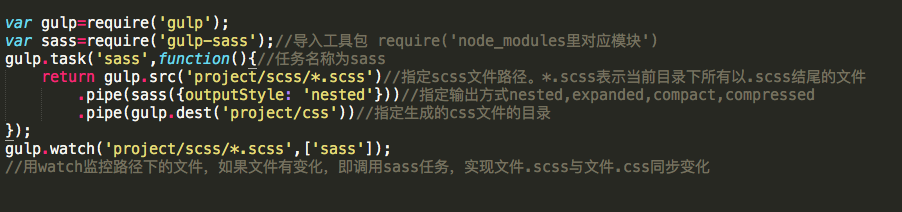 var gulp=require('gulp');
var sass=require('gulp-sass');//导入工具包 require('node_modules里对应模块')
gulp.task('sass',function(){//任务名称为sass
    return gulp.src('project/scss/*.scss')//指定scss文件路径。*.scss表示当前目录下所有以.scss结尾的文件
        .pipe(sass({outputStyle: 'nested'}))//指定输出方式nested,expanded,compact,compressed
        .pipe(gulp.dest('project/css'))//指定生成的css文件的目录
});
gulp.watch('project/scss/*.scss',['sass']);
//用watch监控路径下的文件，如果文件有变化，即调用sass任务，实现文件.scss与文件.css同步变化